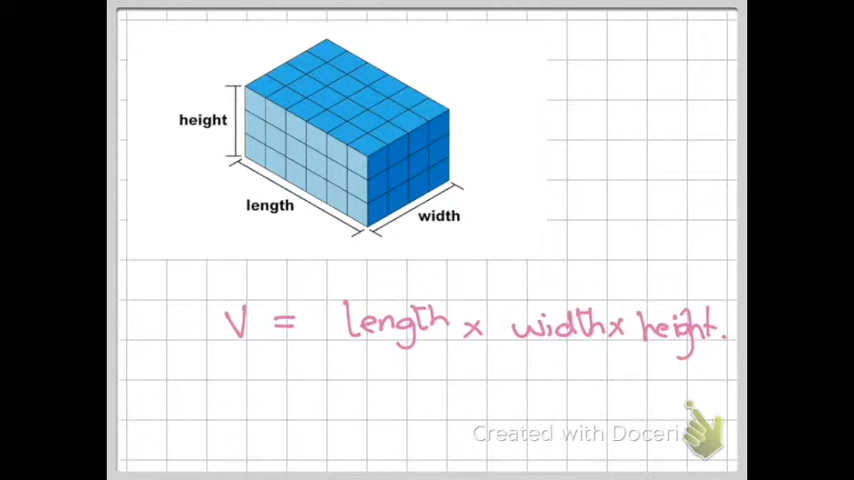 height
length
width
V = length x width x height.
Created with Doceri